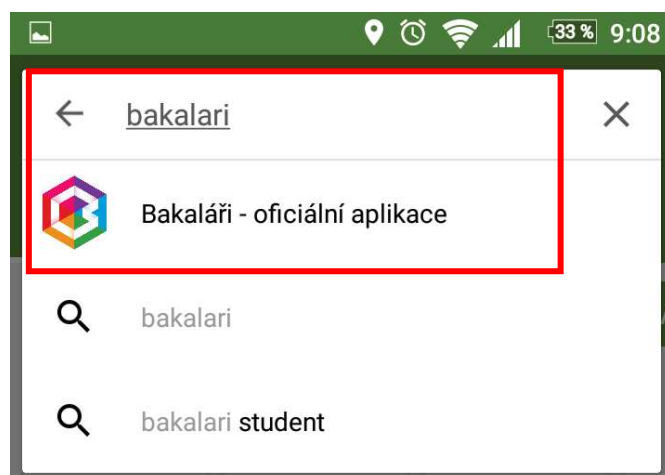 33 % 9:08
bakalari
Bakaláři - oficiální aplikace
bakalari
bakalari student